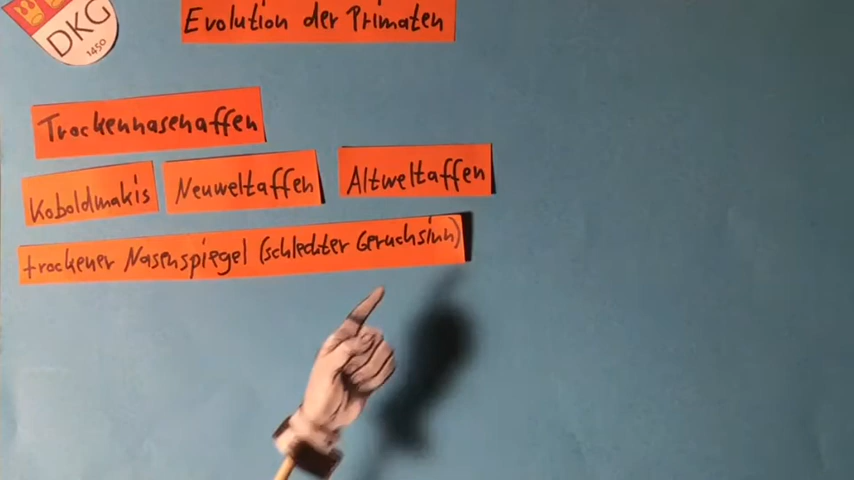 DKG
1450
Evolution der Primaten
Trockennasenaffen
Koboldmakis
Neuweltaffen
Altweltaffen
trockener Nasenspiegel (schlechter Geruchsinn)